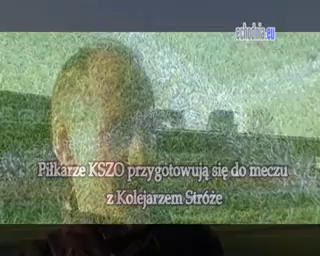 echodnia.eu
Piłkarze KSZO przygotowują się do meczu
z Kolejarzem Stróże